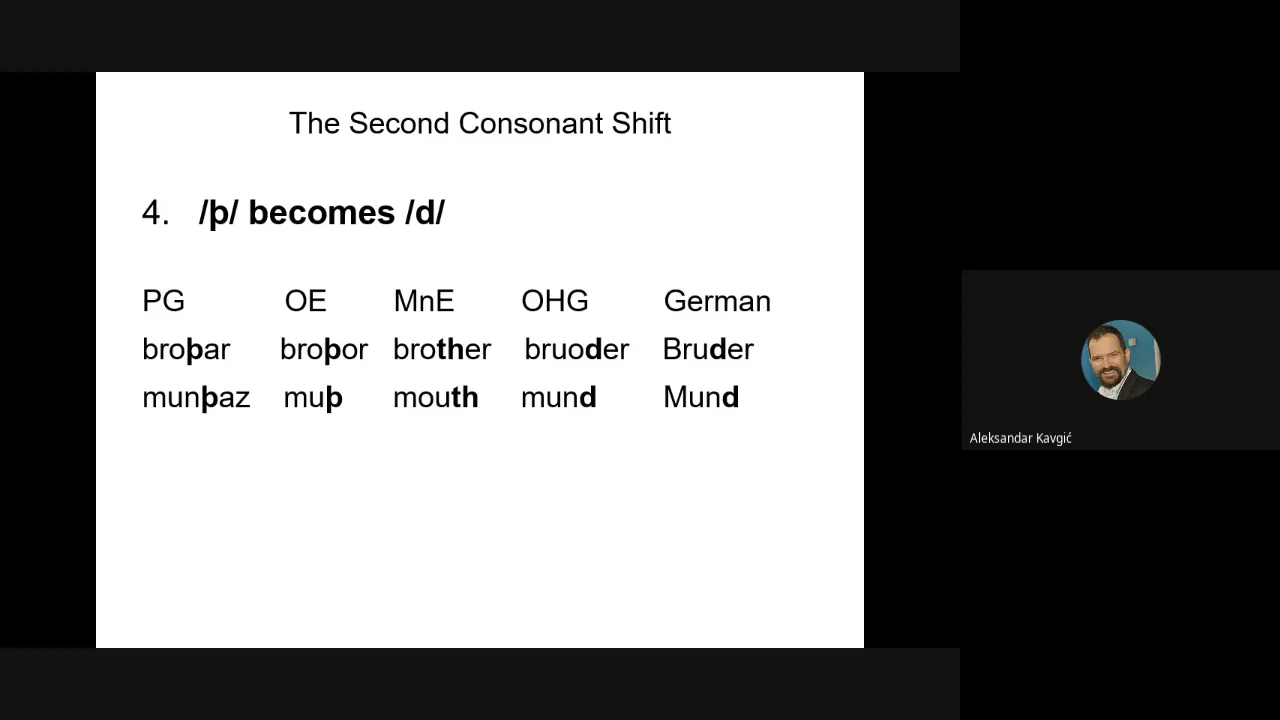 The Second Consonant Shift
4. /þ/ becomes /d/
PG OE MnE OHG German
broþar broþor brother bruoder Bruder
munþaz muþ mouth mund Mund
Aleksandar Kavgić